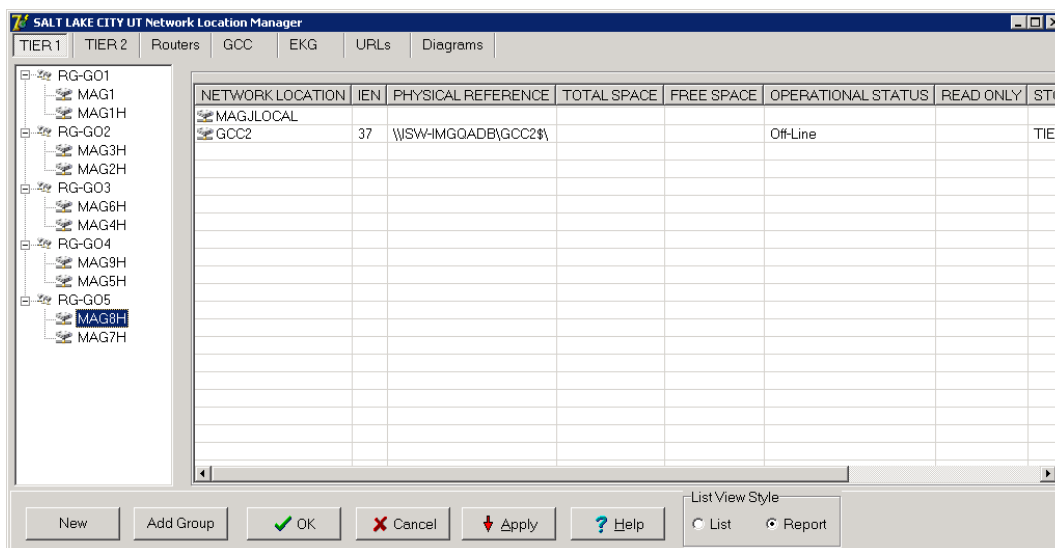 SALT LAKE CITY UT Network Location Manager
TIER 1 TIER 2 Routers GCC EKG URLs Diagrams
RG-GO1
MAG1
MAG1H
RG-GO2
MAG3H
MAG2H
RG-GO3
MAG6H
MAG4H
RG-GO4
MAG9H
MAG5H
RG-GO5
MAG8H
MAG7H
NETWORK LOCATION IEN PHYSICAL REFERENCE TOTAL SPACE FREE SPACE OPERATIONAL STATUS READ ONLY STO
MAGJLOCAL
GCC2 37 \\ISW-IMGQADB\GCC2$\ Off-Line TIE
New Add Group OK Cancel Apply Help
List View Style
List Report